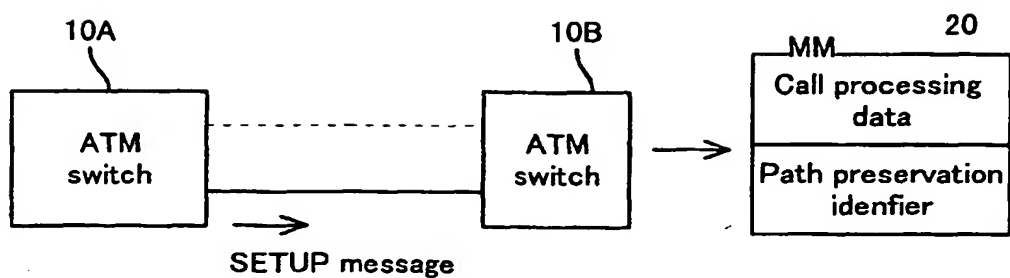 10A
10B
20
MM
ATM
switch
ATM
switch
Call processing
data
Path preservation
idenfier
SETUP message